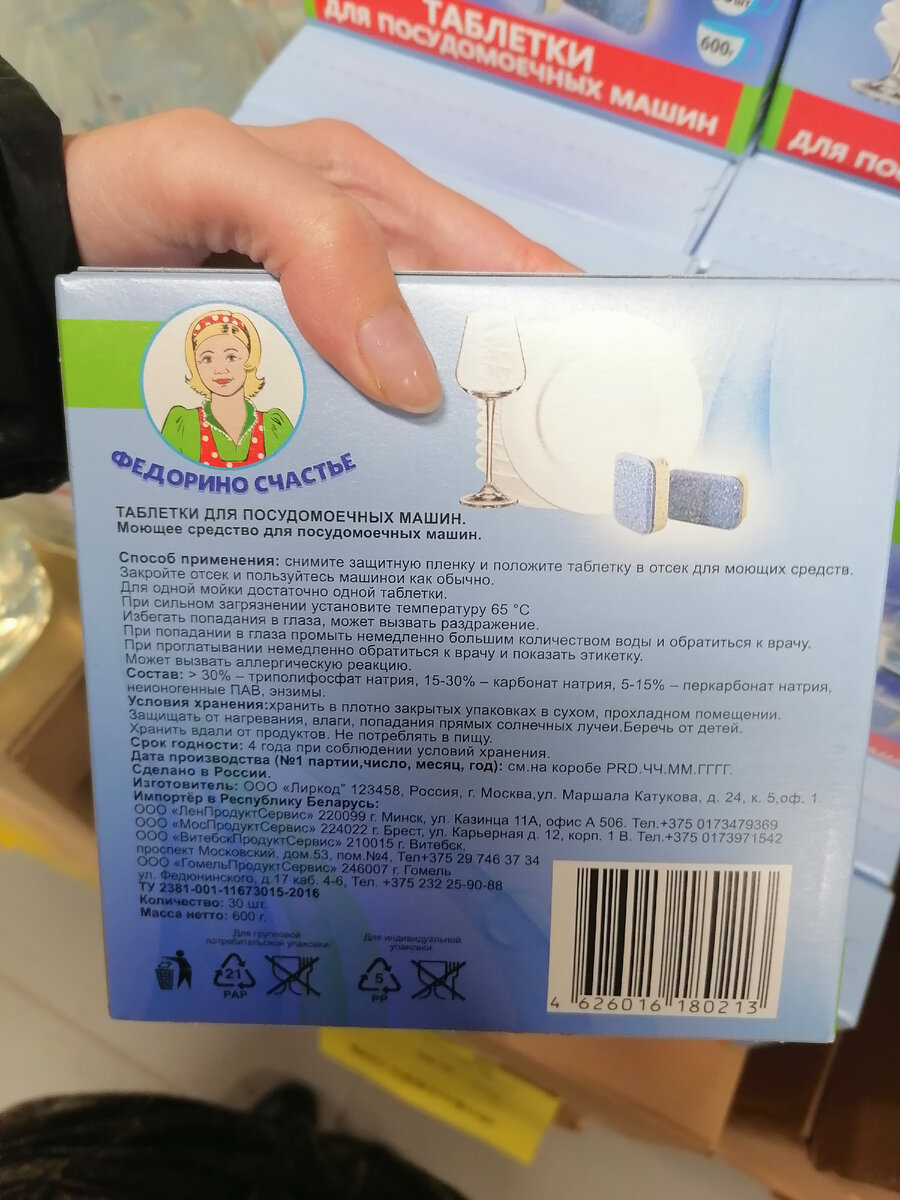 ТАБЛЕТКИ
ДЛЯ ПОСУДОМОЕЧНЫХ МАШИН
600г
ДЛЯ ПО
ФЕДОРИНО СЧАСТЬЕ
ТАБЛЕТКИ ДЛЯ ПОСУДОМОЕЧНЫХ МАШИН.
Моющее средство для посудомоечных машин.
Способ применения: снимите защитную пленку и положите таблетку в отсек для моющих средств.
Закройте отсек и пользуйтесь машинои как обычно.
Для одной мойки достаточно одной таблетки.
При сильном загрязнении установите температуру 65 °C
Избегать попадания в глаза, может вызвать раздражение.
При попадании в глаза промыть немедленно большим количеством воды и обратиться к врачу.
При проглатывании немедленно обратиться к врачу и показать этикетку.
Может вызвать аллергическую реакцию.
Состав: > 30% – триполифосфат натрия, 15-30% – карбонат натрия, 5-15% – перкарбонат натрия,
неионогенные ПАВ, энзимы.
Условия хранения:хранить в плотно закрытых упаковках в сухом, прохладном помещении.
Защищать от нагревания, влаги, попадания прямых солнечных лучеи.Беречь от детей.
Хранить вдали от продуктов. Не потреблять в пищу.
Срок годности: 4 года при соблюдении условий хранения.
Дата производства (№1 партии,число, месяц, год): см.на коробе PRD.ЧЧ.ММ.ГГГГ.
Сделано в России.
Изготовитель: ООО «Лиркод" 123458, Россия, г. Москва,ул. Маршала Катукова, д. 24, к. 5,оф. 1.
Импортёр в Республику Беларусь:
ООО «ЛенПродуктСервис» 220099 г. Минск, ул. Казинца 11А, офис А 506. Тел.+375 0173479369
ООО «МосПродуктСервис» 224022 г. Брест, ул. Карьерная д. 12, корп. 1 В. Тел.+375 0173971542
ООО «ВитебскПродуктСервис» 210015 г. Витебск,
проспект Московский, дом.53, пом.№4, Тел+375 29 746 37 34
ООО «ГомельПродуктСервис» 246007 г. Гомель
ул. Федюнинского, д.17 каб. 4-6, Тел. +375 232 25-90-88
ТУ 2381-001-11673015-2016
Количество: 30 шт.
Масса нетто: 600 г.
Для групповой
потребительской упаковки:
Для индивидуальной
упаковки:
21
PAP
5
PP
4 626016 180213